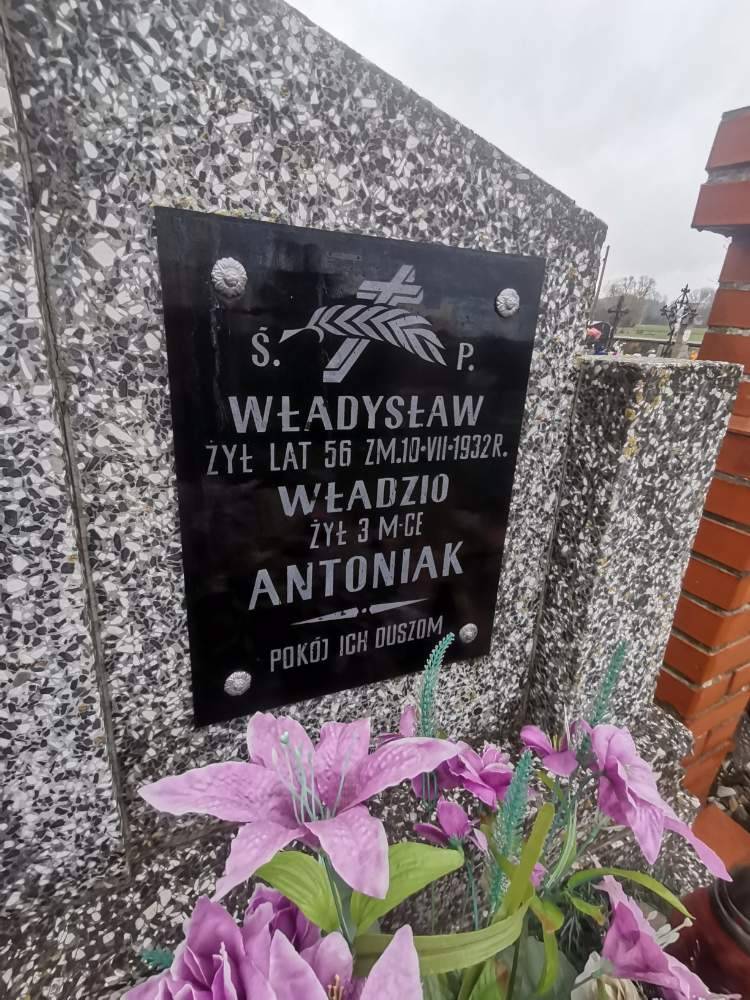 Ś. P.
WŁADYSŁAW
ŻYŁ LAT 56 ZM.10•VII•1932R.
WŁADZIO
ŻYŁ 3 M-CE
ANTONIAK
POKÓJ ICH DUSZOM